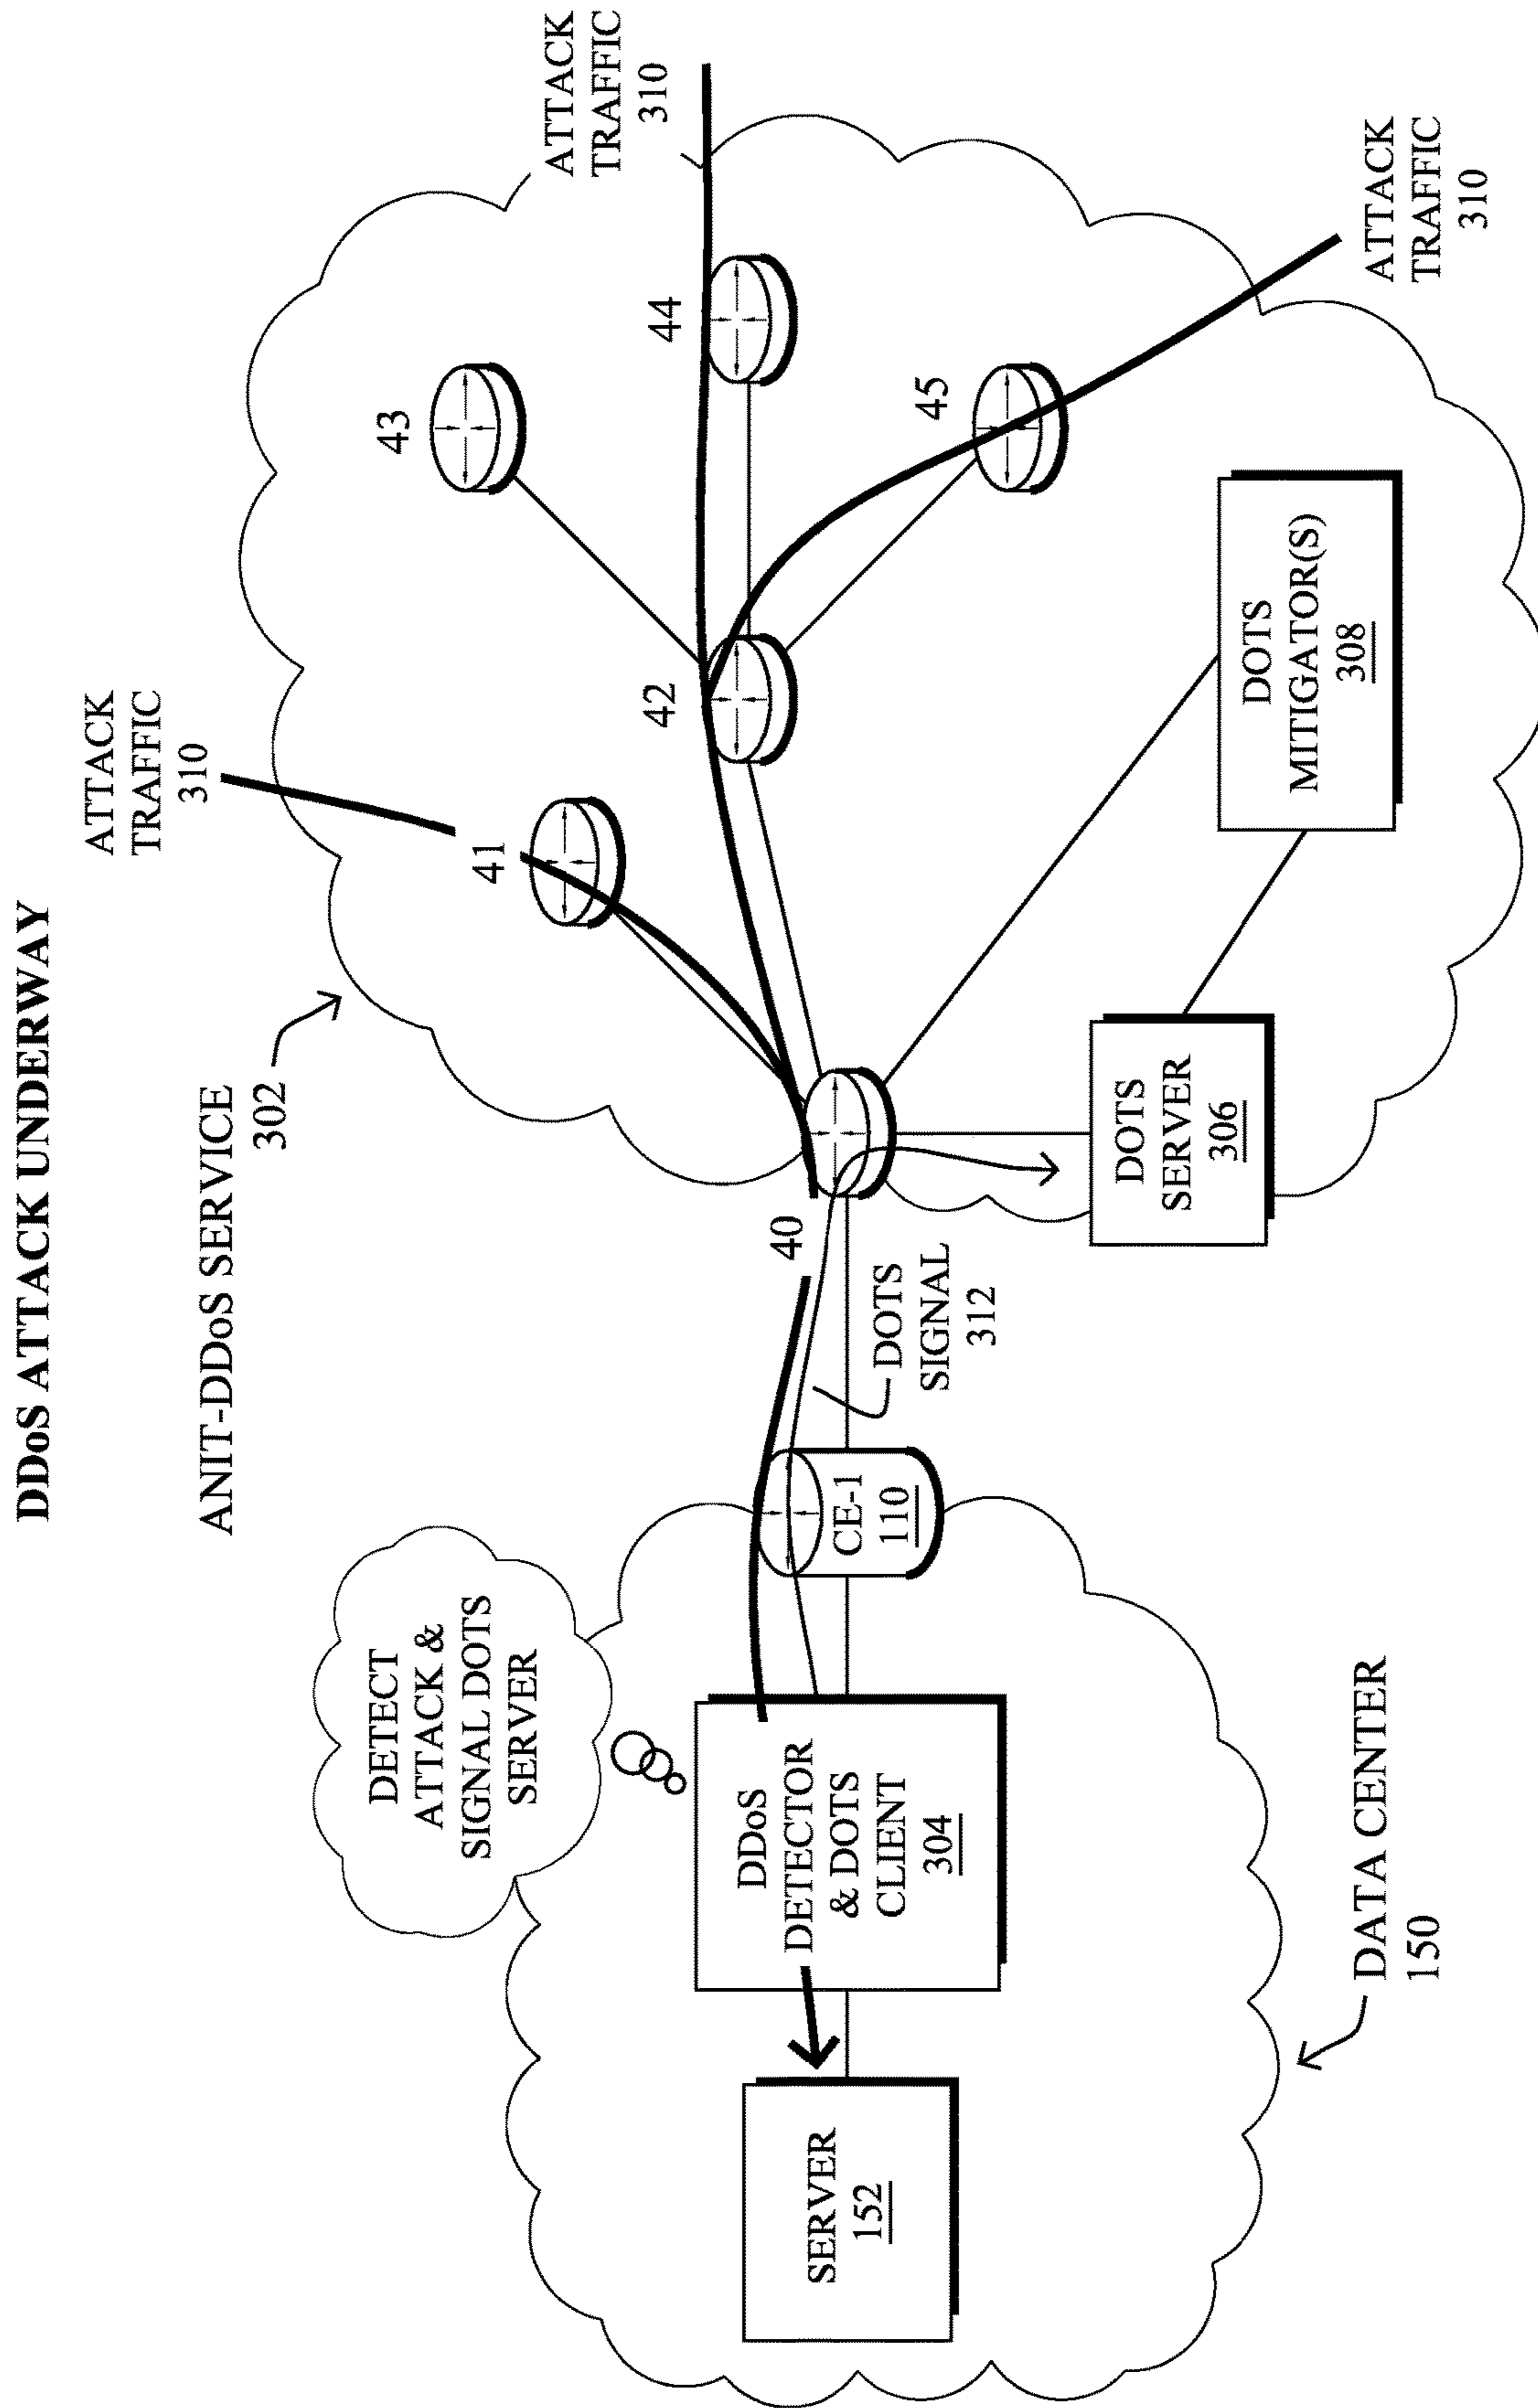 DDoS ATTACK UNDERWAY
ANIT-DDoS SERVICE
302
DETECT
ATTACK &
SIGNAL DOTS
SERVER
ATTACK
TRAFFIC
310
ATTACK
TRAFFIC
310
ATTACK
TRAFFIC
310
41
42
43
44
45
40
SERVER
152
DDoS
DETECTOR
& DOTS
CLIENT
304
CE-1
110
DOTS
SIGNAL
312
DOTS
SERVER
306
DOTS
MITIGATOR(S)
308
DATA CENTER
150